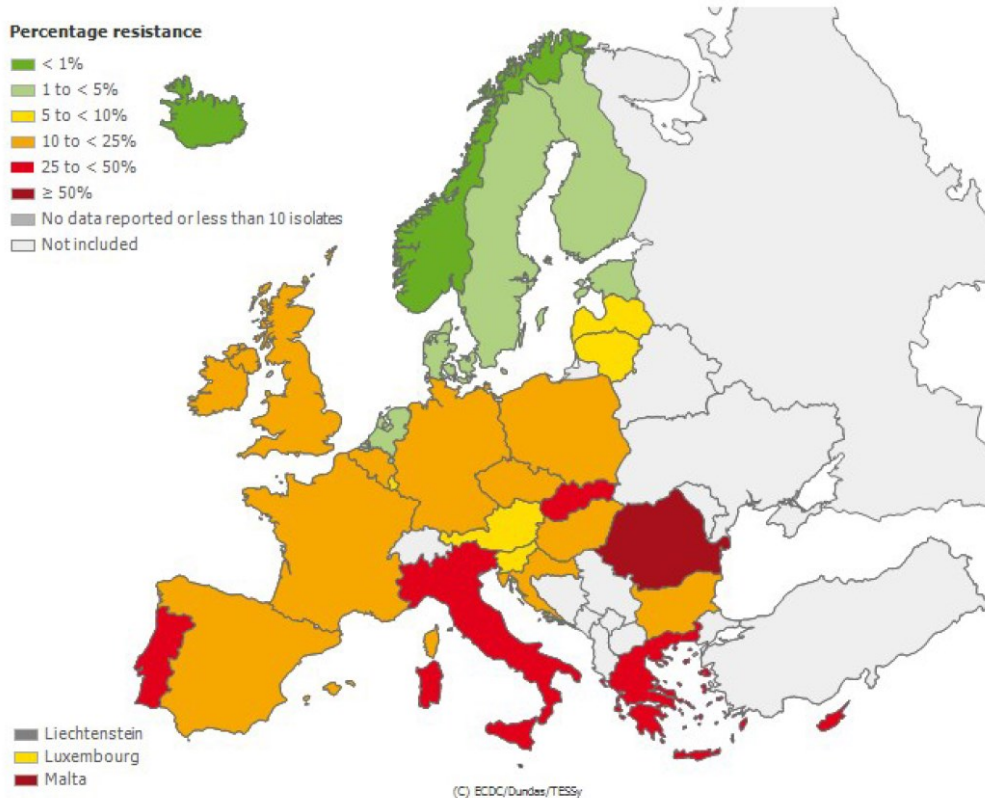 Percentage resistance
< 1%
1 to < 5%
5 to < 10%
10 to < 25%
25 to < 50%
≥ 50%
No data reported or less than 10 isolates
Not included
Liechtenstein
Luxembourg
Malta
(C) ECDC/Dundas/TESSy